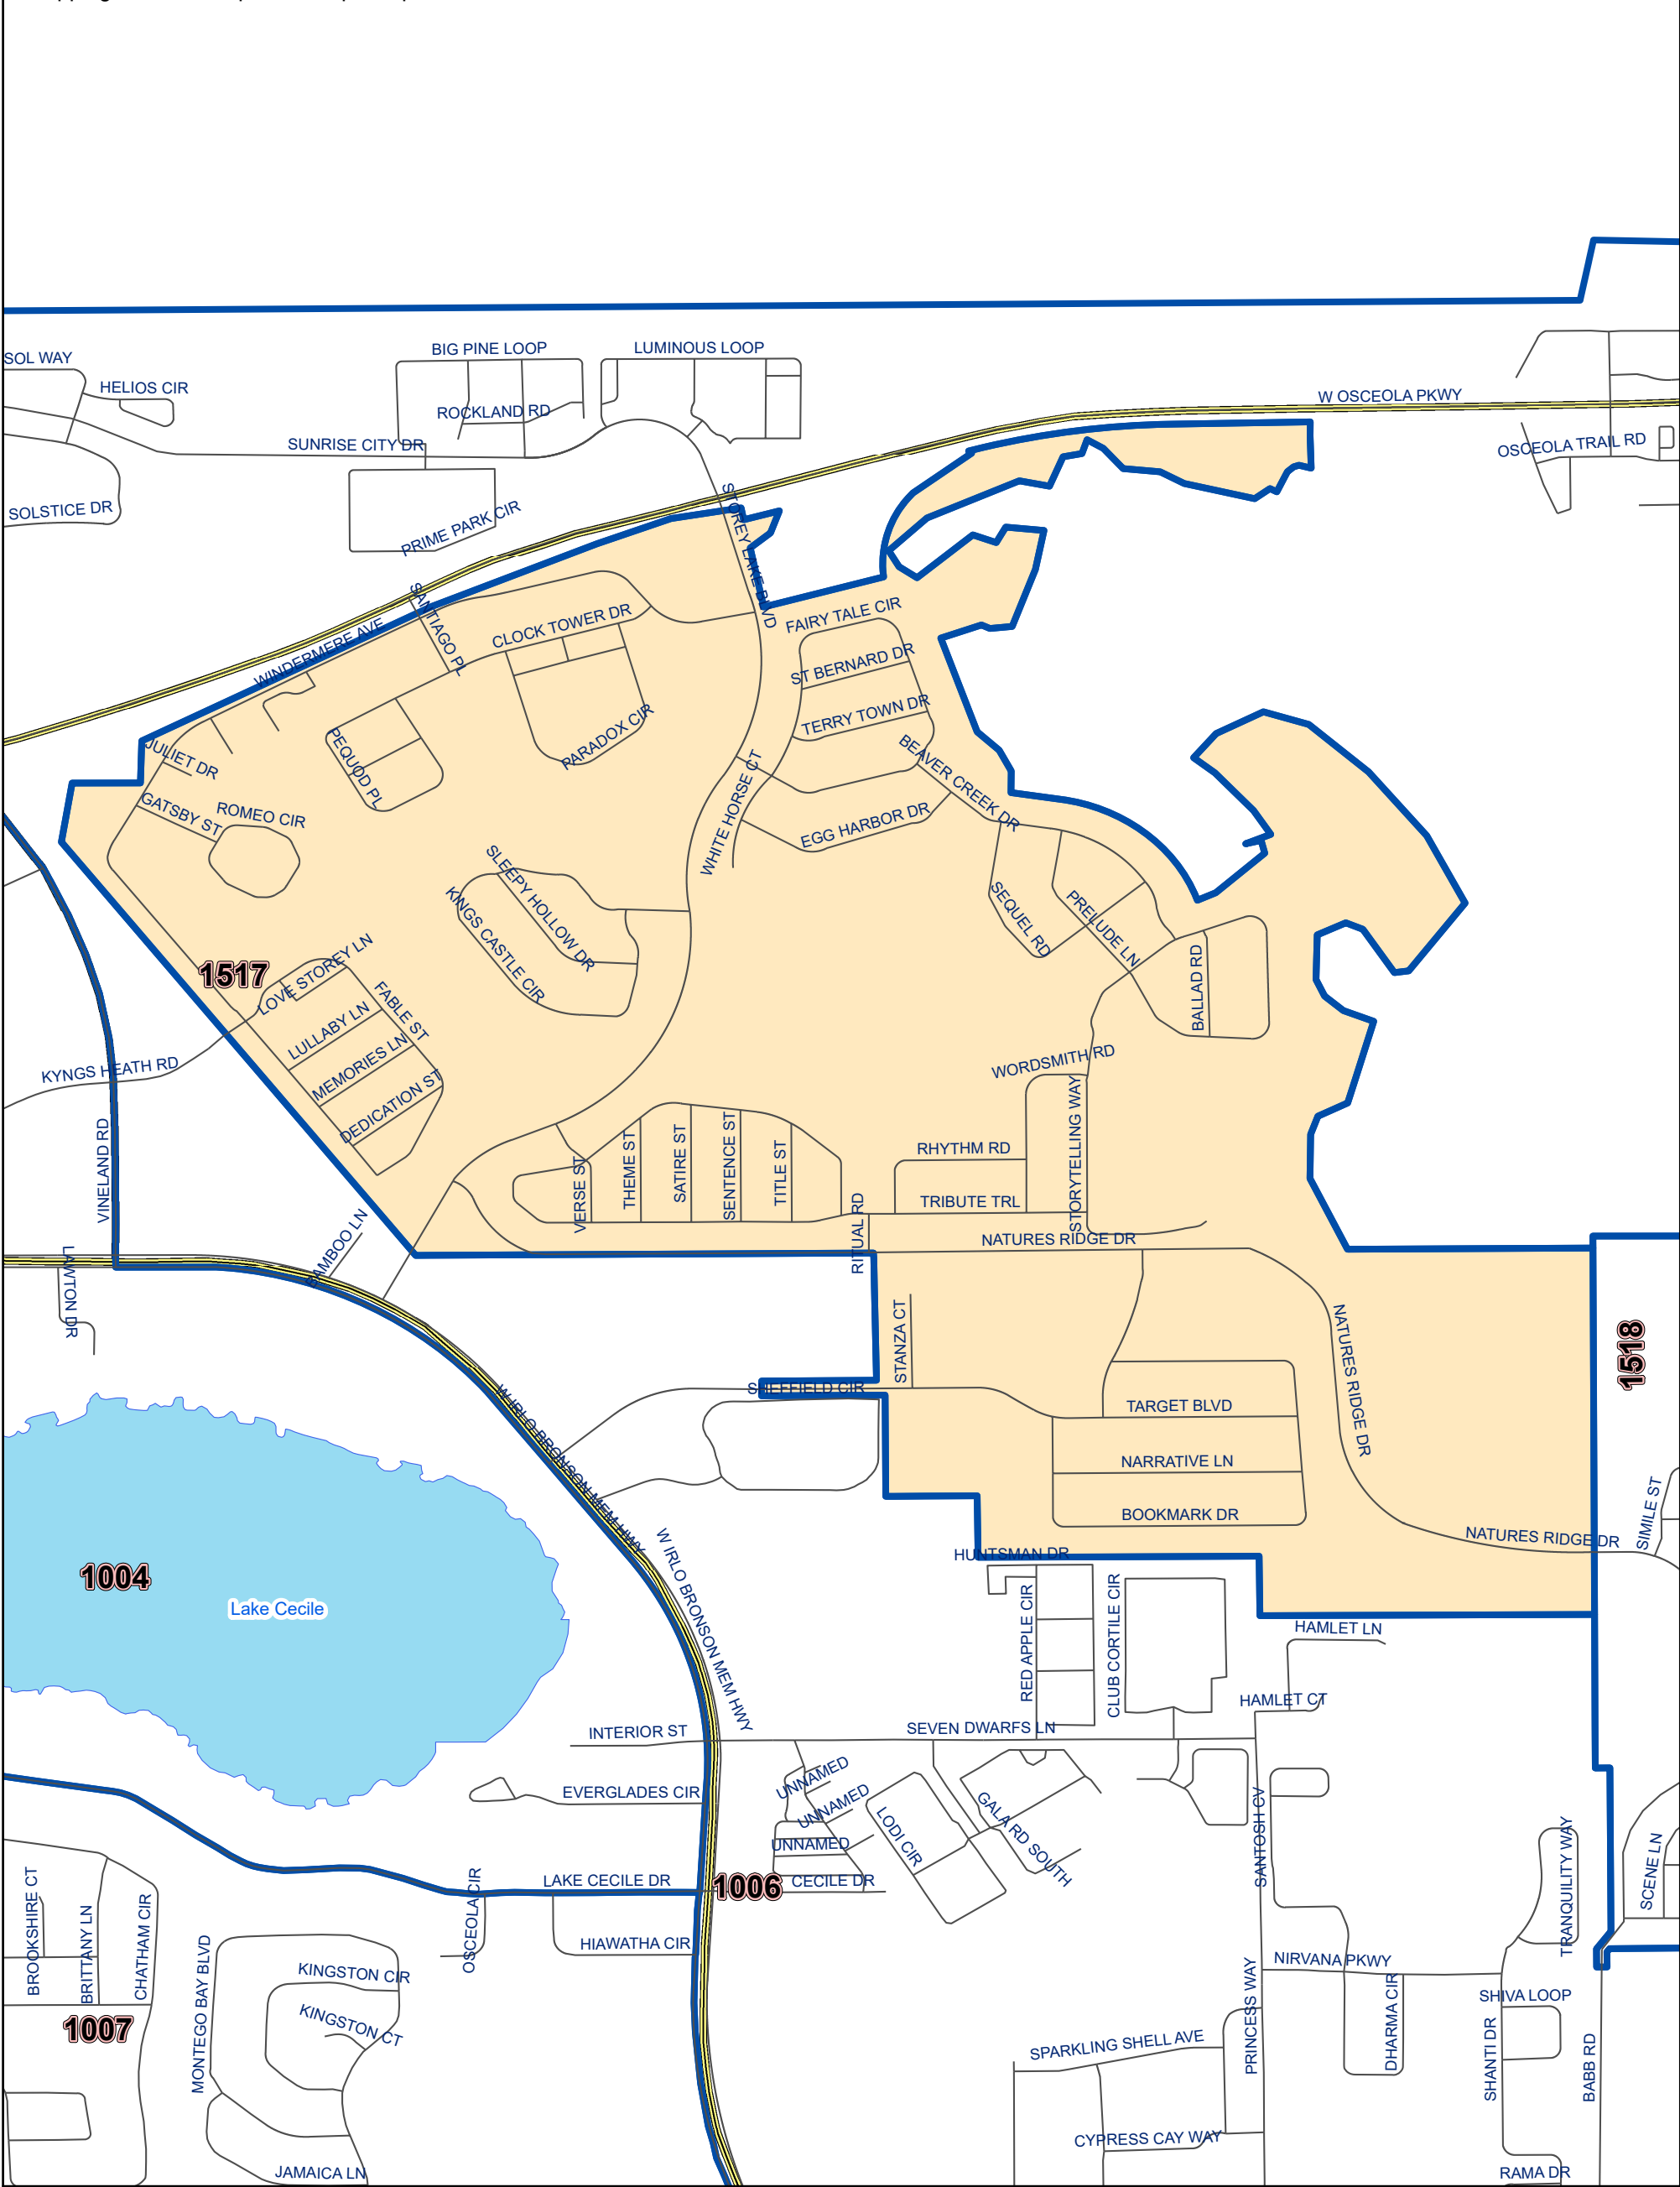 SOL WAY
HELIOS CIR
BIG PINE LOOP
LUMINOUS LOOP
ROCKLAND RD
W OSCEOLA PKWY
SUNRISE CITY DR
OSCEOLA TRAIL RD
SOLSTICE DR
PRIME PARK CIR
STOREY LAKE BLVD
SANTIAGO PL
WINDERMERE AVE
CLOCK TOWER DR
FAIRY TALE CIR
ST BERNARD DR
TERRY TOWN DR
JULIET DR
PEQUOD PL
PARADOX CIR
BEAVER CREEK DR
GATSBY ST
ROMEO CIR
WHITE HORSE CT
EGG HARBOR DR
SLEEPY HOLLOW DR
KINGS CASTLE CIR
SEQUEL RD
PRELUDE LN
1517
LOVE STOREY LN
FABLE ST
BALLAD RD
LULLABY LN
MEMORIES LN
KYNGS HEATH RD
WORDSMITH RD
DEDICATION ST
VINELAND RD
VERSE ST
THEME ST
SATIRE ST
SENTENCE ST
TITLE ST
RHYTHM RD
STORYTELLING WAY
TRIBUTE TRL
RITUAL RD
NATURES RIDGE DR
BAMBOO LN
LAWTON DR
STANZA CT
NATURES RIDGE DR
1518
SHEFFIELD CIR
TARGET BLVD
W IRLO BRONSON MEM HWY
NARRATIVE LN
BOOKMARK DR
NATURES RIDGE DR
SIMILE ST
HUNTSMAN DR
1004
Lake Cecile
W IRLO BRONSON MEM HWY
RED APPLE CIR
CLUB CORTILE CIR
HAMLET LN
HAMLET CT
INTERIOR ST
SEVEN DWARFS LN
EVERGLADES CIR
UNNAMED
UNNAMED
UNNAMED
LODI CIR
GALA RD SOUTH
SANTOSH CV
TRANQUILITY WAY
SCENE LN
LAKE CECILE DR
1006
CECILE DR
BROOKSHIRE CT
BRITTANY LN
CHATHAM CIR
OSCEOLA CIR
HIAWATHA CIR
MONTEGO BAY BLVD
KINGSTON CIR
KINGSTON CT
1007
NIRVANA PKWY
PRINCESS WAY
DHARMA CIR
SHIVA LOOP
SHANTI DR
BABB RD
SPARKLING SHELL AVE
CYPRESS CAY WAY
JAMAICA LN
RAMA DR